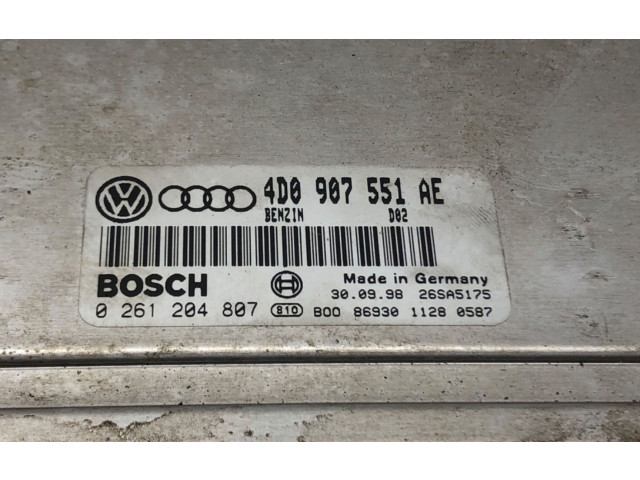 4D0 907 551 AE
BENZIN D02
BOSCH Made in Germany
30.09.98 26SA5175
0 261 204 807 810 B00 86930 1128 0587